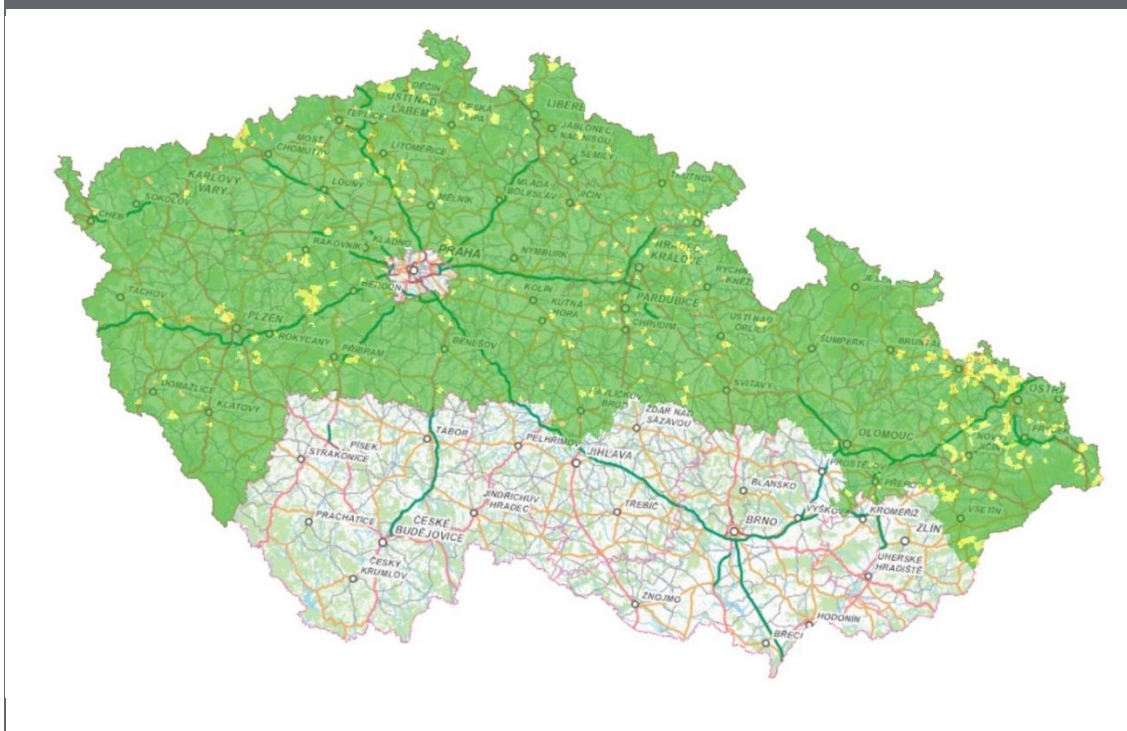 DĚČÍN
ÚSTÍ NAD
LABEM
TEPLICE
LIBERE
JABLONEC
NAD NISOU
MOST
CHOMUTOV
LITOMĚŘICE
SEMILY
TRUTNOV
KARLOVY
VARY
LOUNY
MLADÁ
BOLESLAV
JIČÍN
SOKOLOV
MĚLNÍK
CHEB
RAKOVNÍK
KLADNO
PRAHA
NYMBURK
HRADEC
KRÁLOVÉ
TACHOV
BEROUN
KOLÍN
KUTNÁ
HORA
PARDUBICE
PLZEŇ
ROKYCANY
CHRUDIM
ÚSTÍ NAD
ORLICÍ
PŘÍBRAM
BENEŠOV
ŠUMPERK
DOMAŽLICE
KLATOVY
SVITAVY
ŽĎÁR NAD
SÁZAVOU
TÁBOR
PÍSEK
PELHŘIMOV
OLOMOUC
STRAKONICE
JIHLAVA
PROSTĚJOV
BLANSKO
PŘEROV
JINDŘICHŮV
HRADEC
TŘEBÍČ
VYŠKOV
KROMĚŘÍŽ
VSETÍN
PRACHATICE
ČESKÉ
BUDĚJOVICE
BRNO
ZLÍN
UHERSKÉ
HRADIŠTĚ
ČESKÝ
KRUMLOV
ZNOJMO
HODONÍN
BŘECL